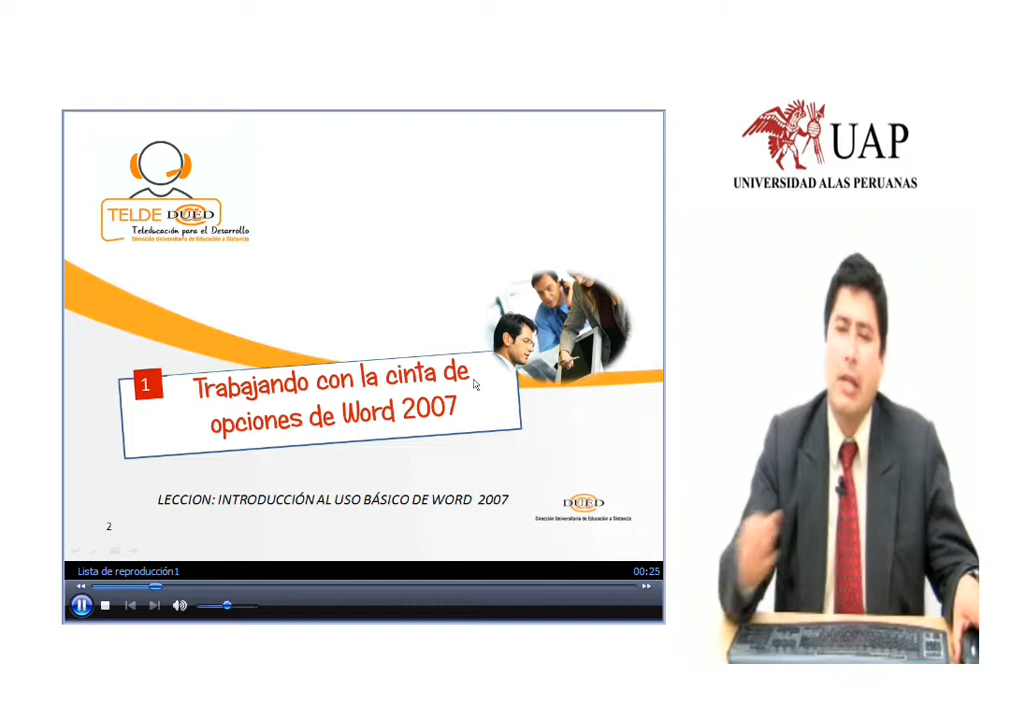 TELDE DUED
Teleducación para el Desarrollo
Dirección Universitaria de Educación a Distancia
1
Trabajando con la cinta de
opciones de Word 2007
LECCION: INTRODUCCIÓN AL USO BÁSICO DE WORD 2007
DUED
Dirección Universitaria de Educación a Distancia
2
Lista de reproducción1
00:25
UAP
UNIVERSIDAD ALAS PERUANAS